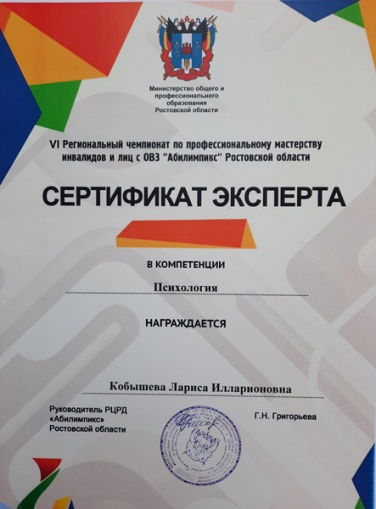 Министерство общего и
профессионального
образования
Ростовской области
VI Региональный чемпионат по профессиональному мастерству
инвалидов и лиц с ОВЗ "Абилимпикс" Ростовской области
СЕРТИФИКАТ ЭКСПЕРТА
В КОМПЕТЕНЦИИ
Психология
НАГРАЖДАЕТСЯ
Кобышева Лариса Илларионовна
Руководитель РЦРД
«Абилимпикс»
Ростовской области
Г.Н. Григорьева